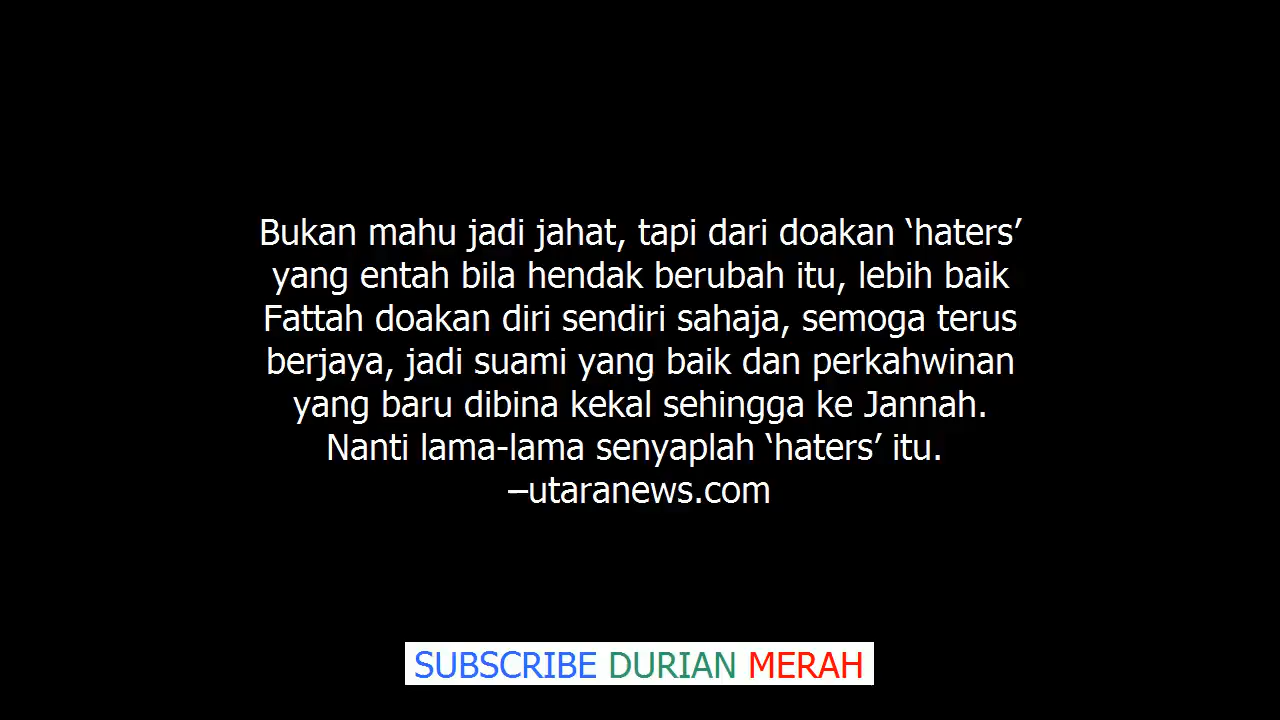 Bukan mahu jadi jahat, tapi dari doakan ‘haters’
yang entah bila hendak berubah itu, lebih baik
Fattah doakan diri sendiri sahaja, semoga terus
berjaya, jadi suami yang baik dan perkahwinan
yang baru dibina kekal sehingga ke Jannah.
Nanti lama-lama senyaplah ‘haters’ itu.
–utaranews.com
SUBSCRIBE DURIAN MERAH